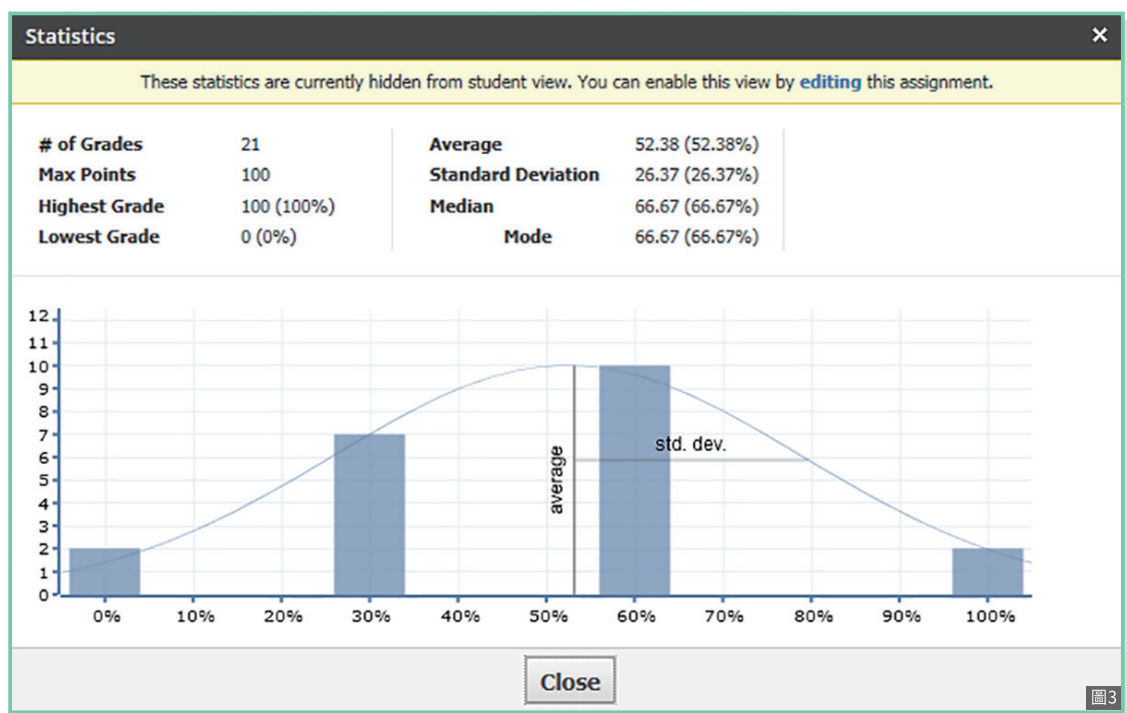 Statistics ×
These statistics are currently hidden from student view. You can enable this view by editing this assignment.
# of Grades 21
Max Points 100
Highest Grade 100 (100%)
Lowest Grade 0 (0%)
Average 52.38 (52.38%)
Standard Deviation 26.37 (26.37%)
Median 66.67 (66.67%)
Mode 66.67 (66.67%)
12
11
10
9
8
7
6
5
4
3
2
1
0
average
std. dev.
0% 10% 20% 30% 40% 50% 60% 70% 80% 90% 100%
Close
圖3